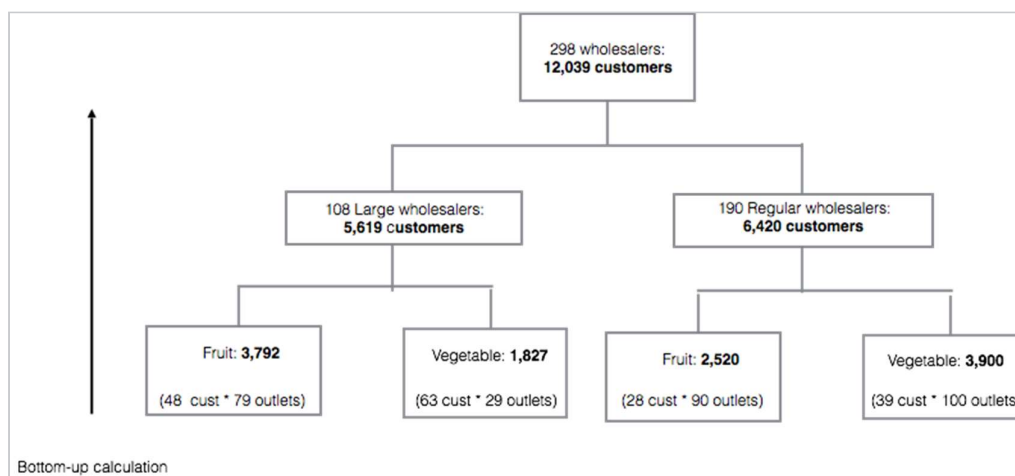 298 wholesalers:
12,039 customers
108 Large wholesalers:
5,619 customers
190 Regular wholesalers:
6,420 customers
Fruit: 3,792
(48 cust * 79 outlets)
Vegetable: 1,827
(63 cust * 29 outlets)
Fruit: 2,520
(28 cust * 90 outlets)
Vegetable: 3,900
(39 cust * 100 outlets
Bottom-up calculation